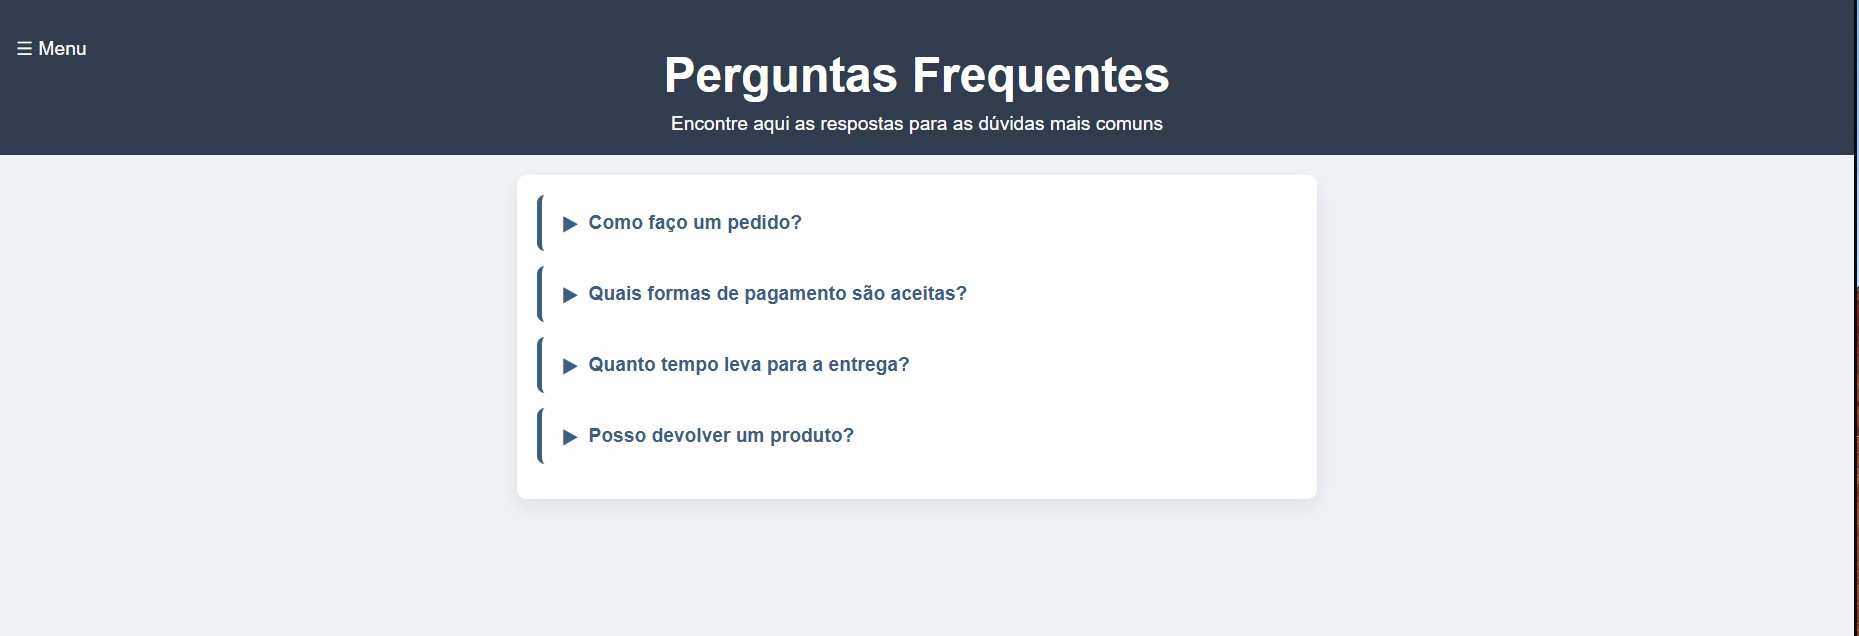 ☰ Menu
Perguntas Frequentes
Encontre aqui as respostas para as dúvidas mais comuns
▶ Como faço um pedido?
▶ Quais formas de pagamento são aceitas?
▶ Quanto tempo leva para a entrega?
▶ Posso devolver um produto?